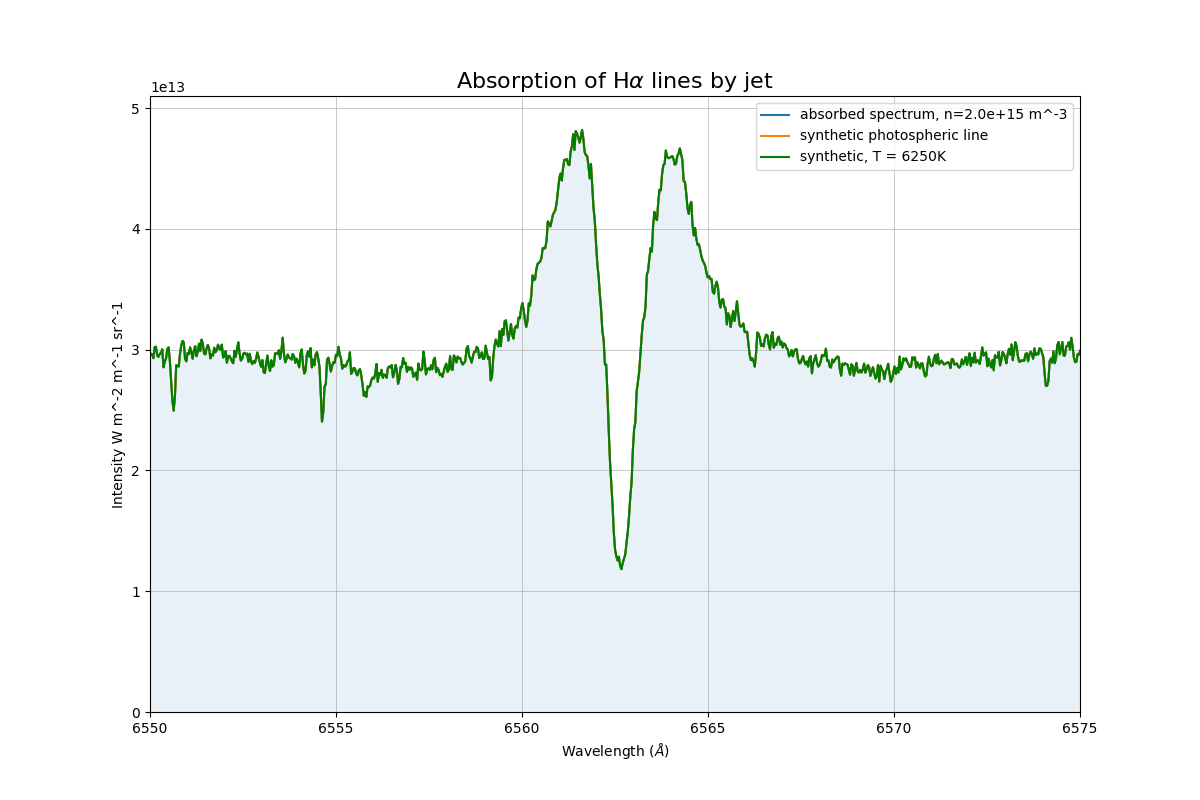 Absorption of Hα lines by jet
1e13
absorbed spectrum, n=2.0e+15 m^-3
synthetic photospheric line
synthetic, T = 6250K
5
4
3
2
1
0
Intensity W m^-2 m^-1 sr^-1
6550
6555
6560
6565
6570
6575
Wavelength (Å)